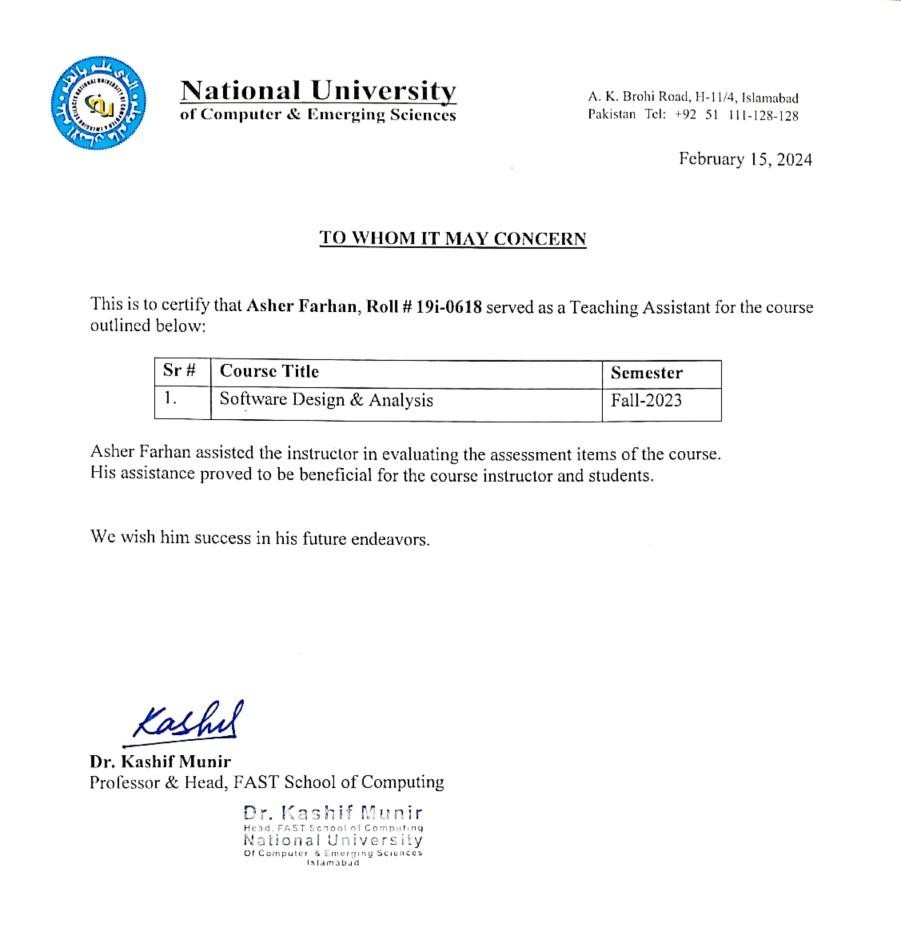 National University
of Computer & Emerging Sciences
A. K. Brohi Road, H-11/4, Islamabad
Pakistan Tel: +92 51 111-128-128
February 15, 2024
TO WHOM IT MAY CONCERN
This is to certify that Asher Farhan, Roll # 19i-0618 served as a Teaching Assistant for the course
outlined below:
Sr # Course Title Semester
1. Software Design & Analysis Fall-2023
Asher Farhan assisted the instructor in evaluating the assessment items of the course.
His assistance proved to be beneficial for the course instructor and students.
We wish him success in his future endeavors.
Kashif
Dr. Kashif Munir
Professor & Head, FAST School of Computing
Dr. Kashif Munir
Head, FAST School of Computing
National University
Of Computer & Emerging Sciences
Islamabad